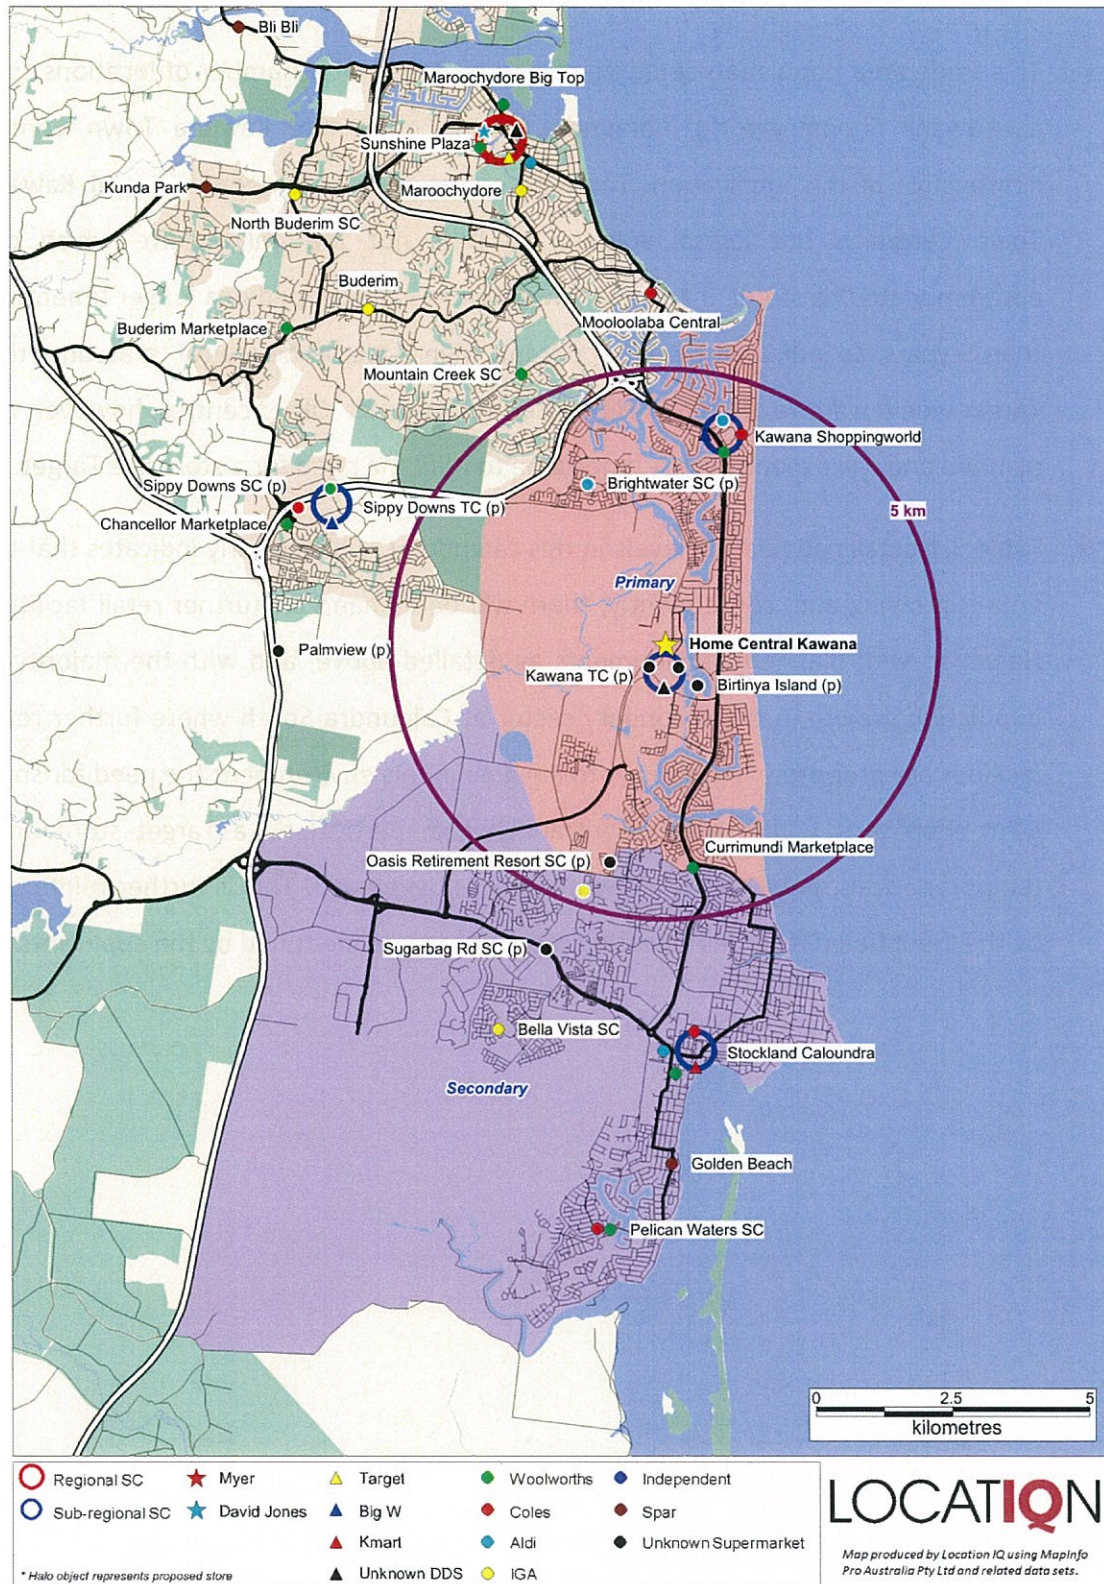 Bli Bli
Maroochydore Big Top
Sunshine Plaza
Kunda Park
Maroochydore
North Buderim SC
Buderim
Buderim Marketplace
Mooloolaba Central
Mountain Creek SC
Kawana Shoppingworld
Sippy Downs SC (p)
Brightwater SC (p)
Sippy Downs TC (p)
5 km
Chancellor Marketplace
Primary
Home Central Kawana
Palmview (p)
Kawana TC (p)
Birtinya Island (p)
Currimundi Marketplace
Oasis Retirement Resort SC (p)
Sugarbag Rd SC (p)
Bella Vista SC
Stockland Caloundra
Secondary
Golden Beach
Pelican Waters SC
0 2.5 5
kilometres
Regional SC Myer Target Woolworths Independent
Sub-regional SC David Jones Big W Coles Spar
Kmart Aldi Unknown Supermarket
Unknown DDS IGA
* Halo object represents proposed store
LOCATIQN
Map produced by Location IQ using MapInfo
Pro Australia Pty Ltd and related data sets.